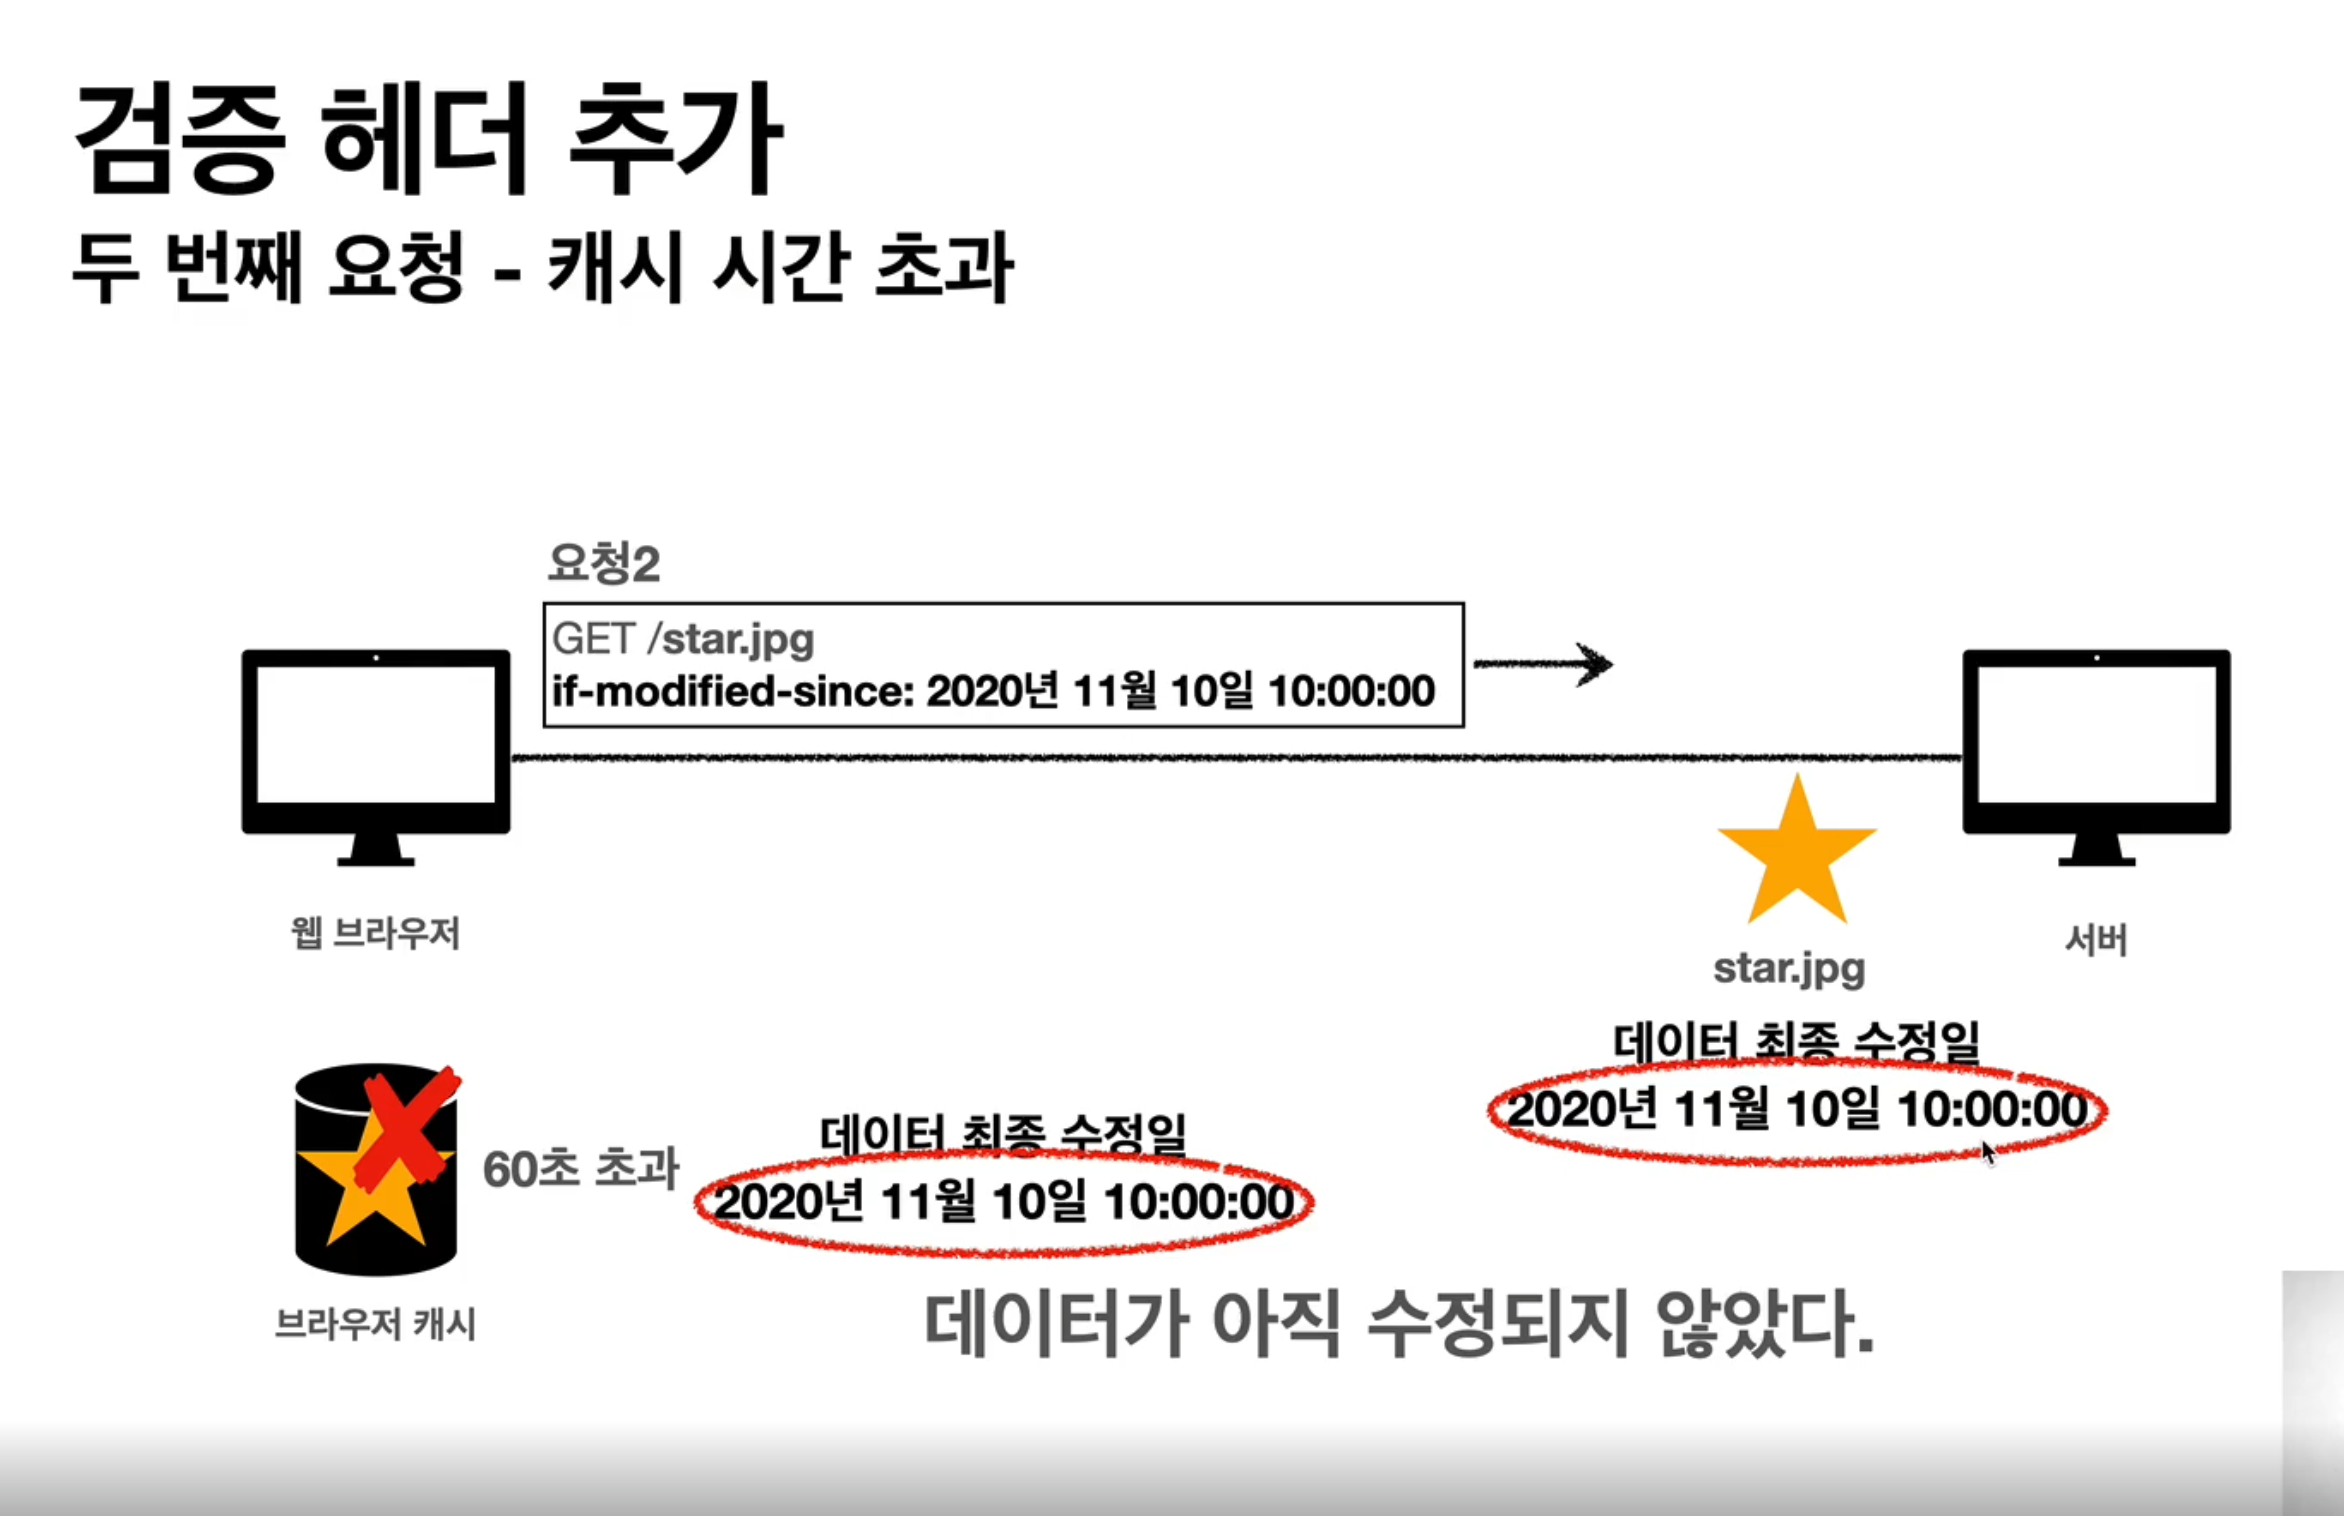 검증 헤더 추가
두 번째 요청 - 캐시 시간 초과
요청2
GET /star.jpg
if-modified-since: 2020년 11월 10일 10:00:00
웹 브라우저
서버
star.jpg
데이터 최종 수정일
2020년 11월 10일 10:00:00
60초 초과
데이터 최종 수정일
2020년 11월 10일 10:00:00
브라우저 캐시
데이터가 아직 수정되지 않았다.